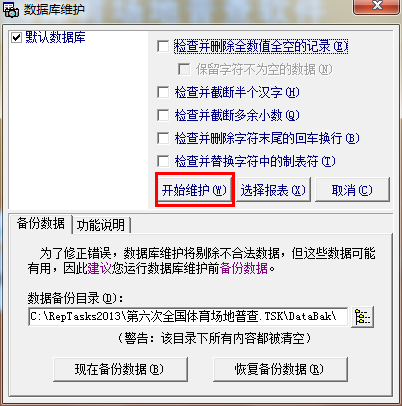 数据库维护
默认数据库
检查并删除全数值全空的记录(E)
保留字符不为空的数据(N)
检查并截断半个汉字(H)
检查并截断多余小数(Q)
检查并删除字符末尾的回车换行(B)
检查并替换字符中的制表符(T)
开始维护(W) 选择报表(X) 取消(C)
备份数据 功能说明
为了修正错误，数据库维护将剔除不合法数据，但这些数据可能
有用，因此建议您运行数据库维护前备份数据。
数据备份目录(D)：
C:\RepTasks2013\第六次全国体育场地普查.TSK\DataBak\
(警告：该目录下所有内容都被清空)
现在备份数据(B) 恢复备份数据(R)